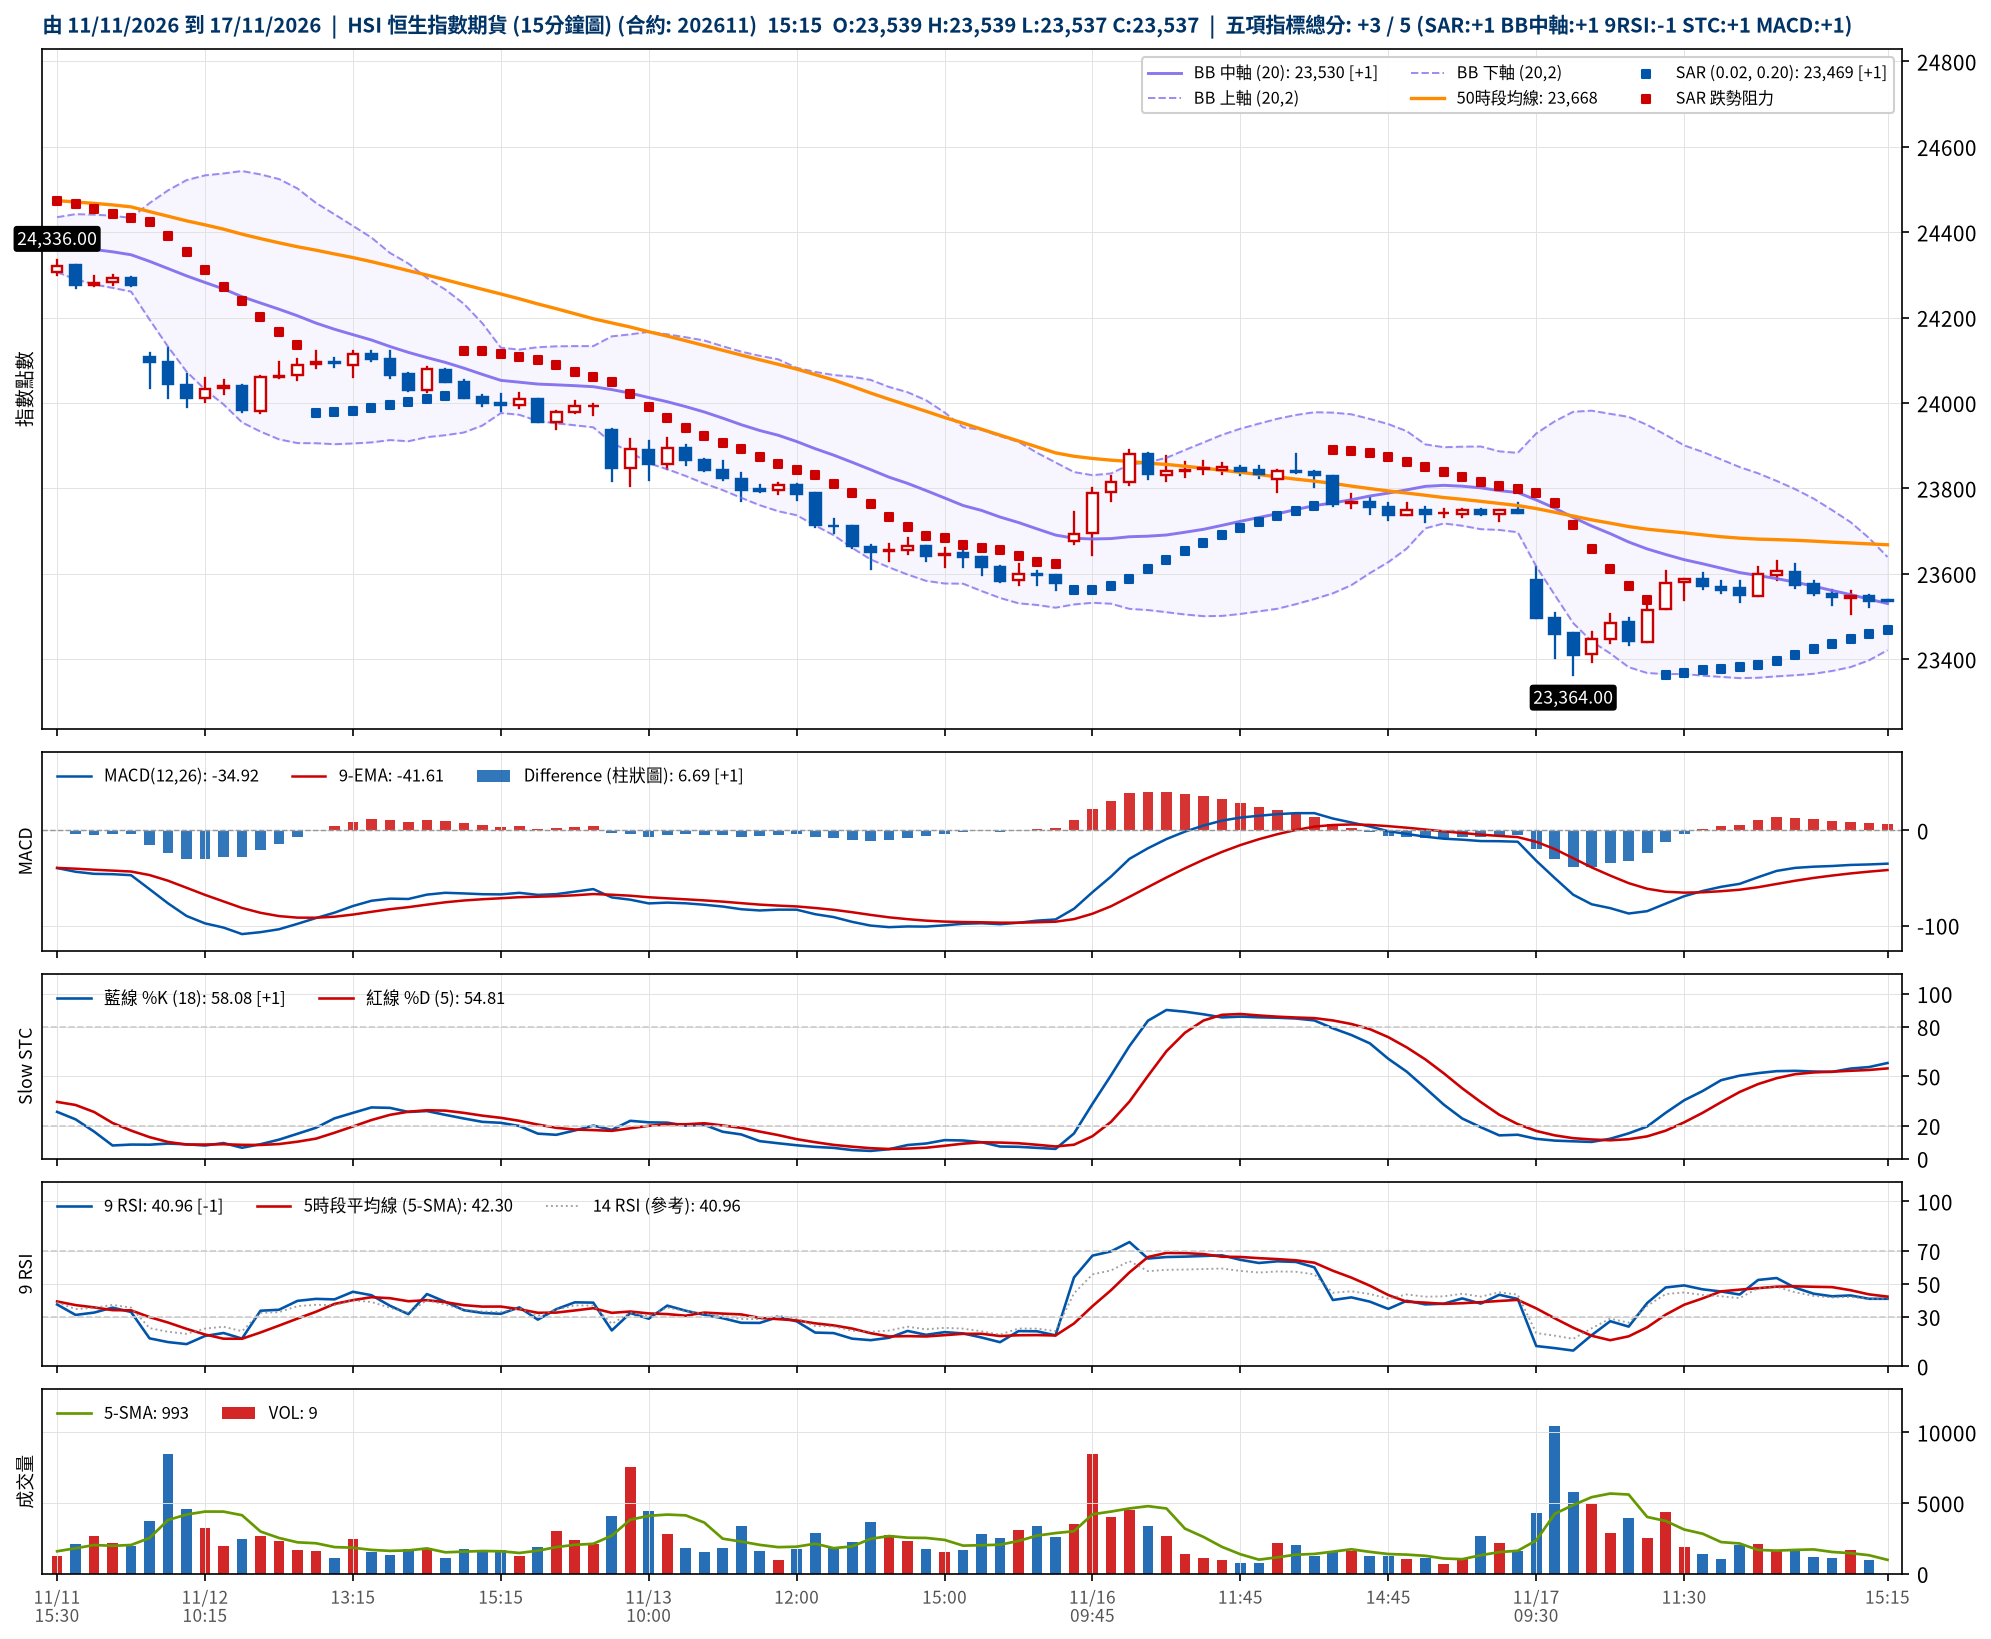 由 11/11/2026 到 17/11/2026 | HSI 恒生指數期貨 (15分鐘圖) (合約: 202611) 15:15 O:23,539 H:23,539 L:23,537 C:23,537 | 五項指標總分: +3 / 5 (SAR:+1 BB中軸:+1 9RSI:-1 STC:+1 MACD:+1)
BB 中軸 (20): 23,530 [+1]
BB 上軸 (20,2)
BB 下軸 (20,2)
50時段均線: 23,668
SAR (0.02, 0.20): 23,469 [+1]
SAR 跌勢阻力
24800
24600
24400
24200
24000
23800
23600
23400
指數點數
24,336.00
23,364.00
MACD(12,26): -34.92
9-EMA: -41.61
Difference (柱狀圖): 6.69 [+1]
MACD
0
-100
藍線 %K (18): 58.08 [+1]
紅線 %D (5): 54.81
Slow STC
100
80
50
20
0
9 RSI: 40.96 [-1]
5時段平均線 (5-SMA): 42.30
14 RSI (參考): 40.96
9 RSI
100
70
50
30
0
5-SMA: 993
VOL: 9
成交量
10000
5000
0
11/11
15:30
11/12
10:15
13:15
15:15
11/13
10:00
12:00
15:00
11/16
09:45
11:45
14:45
11/17
09:30
11:30
15:15